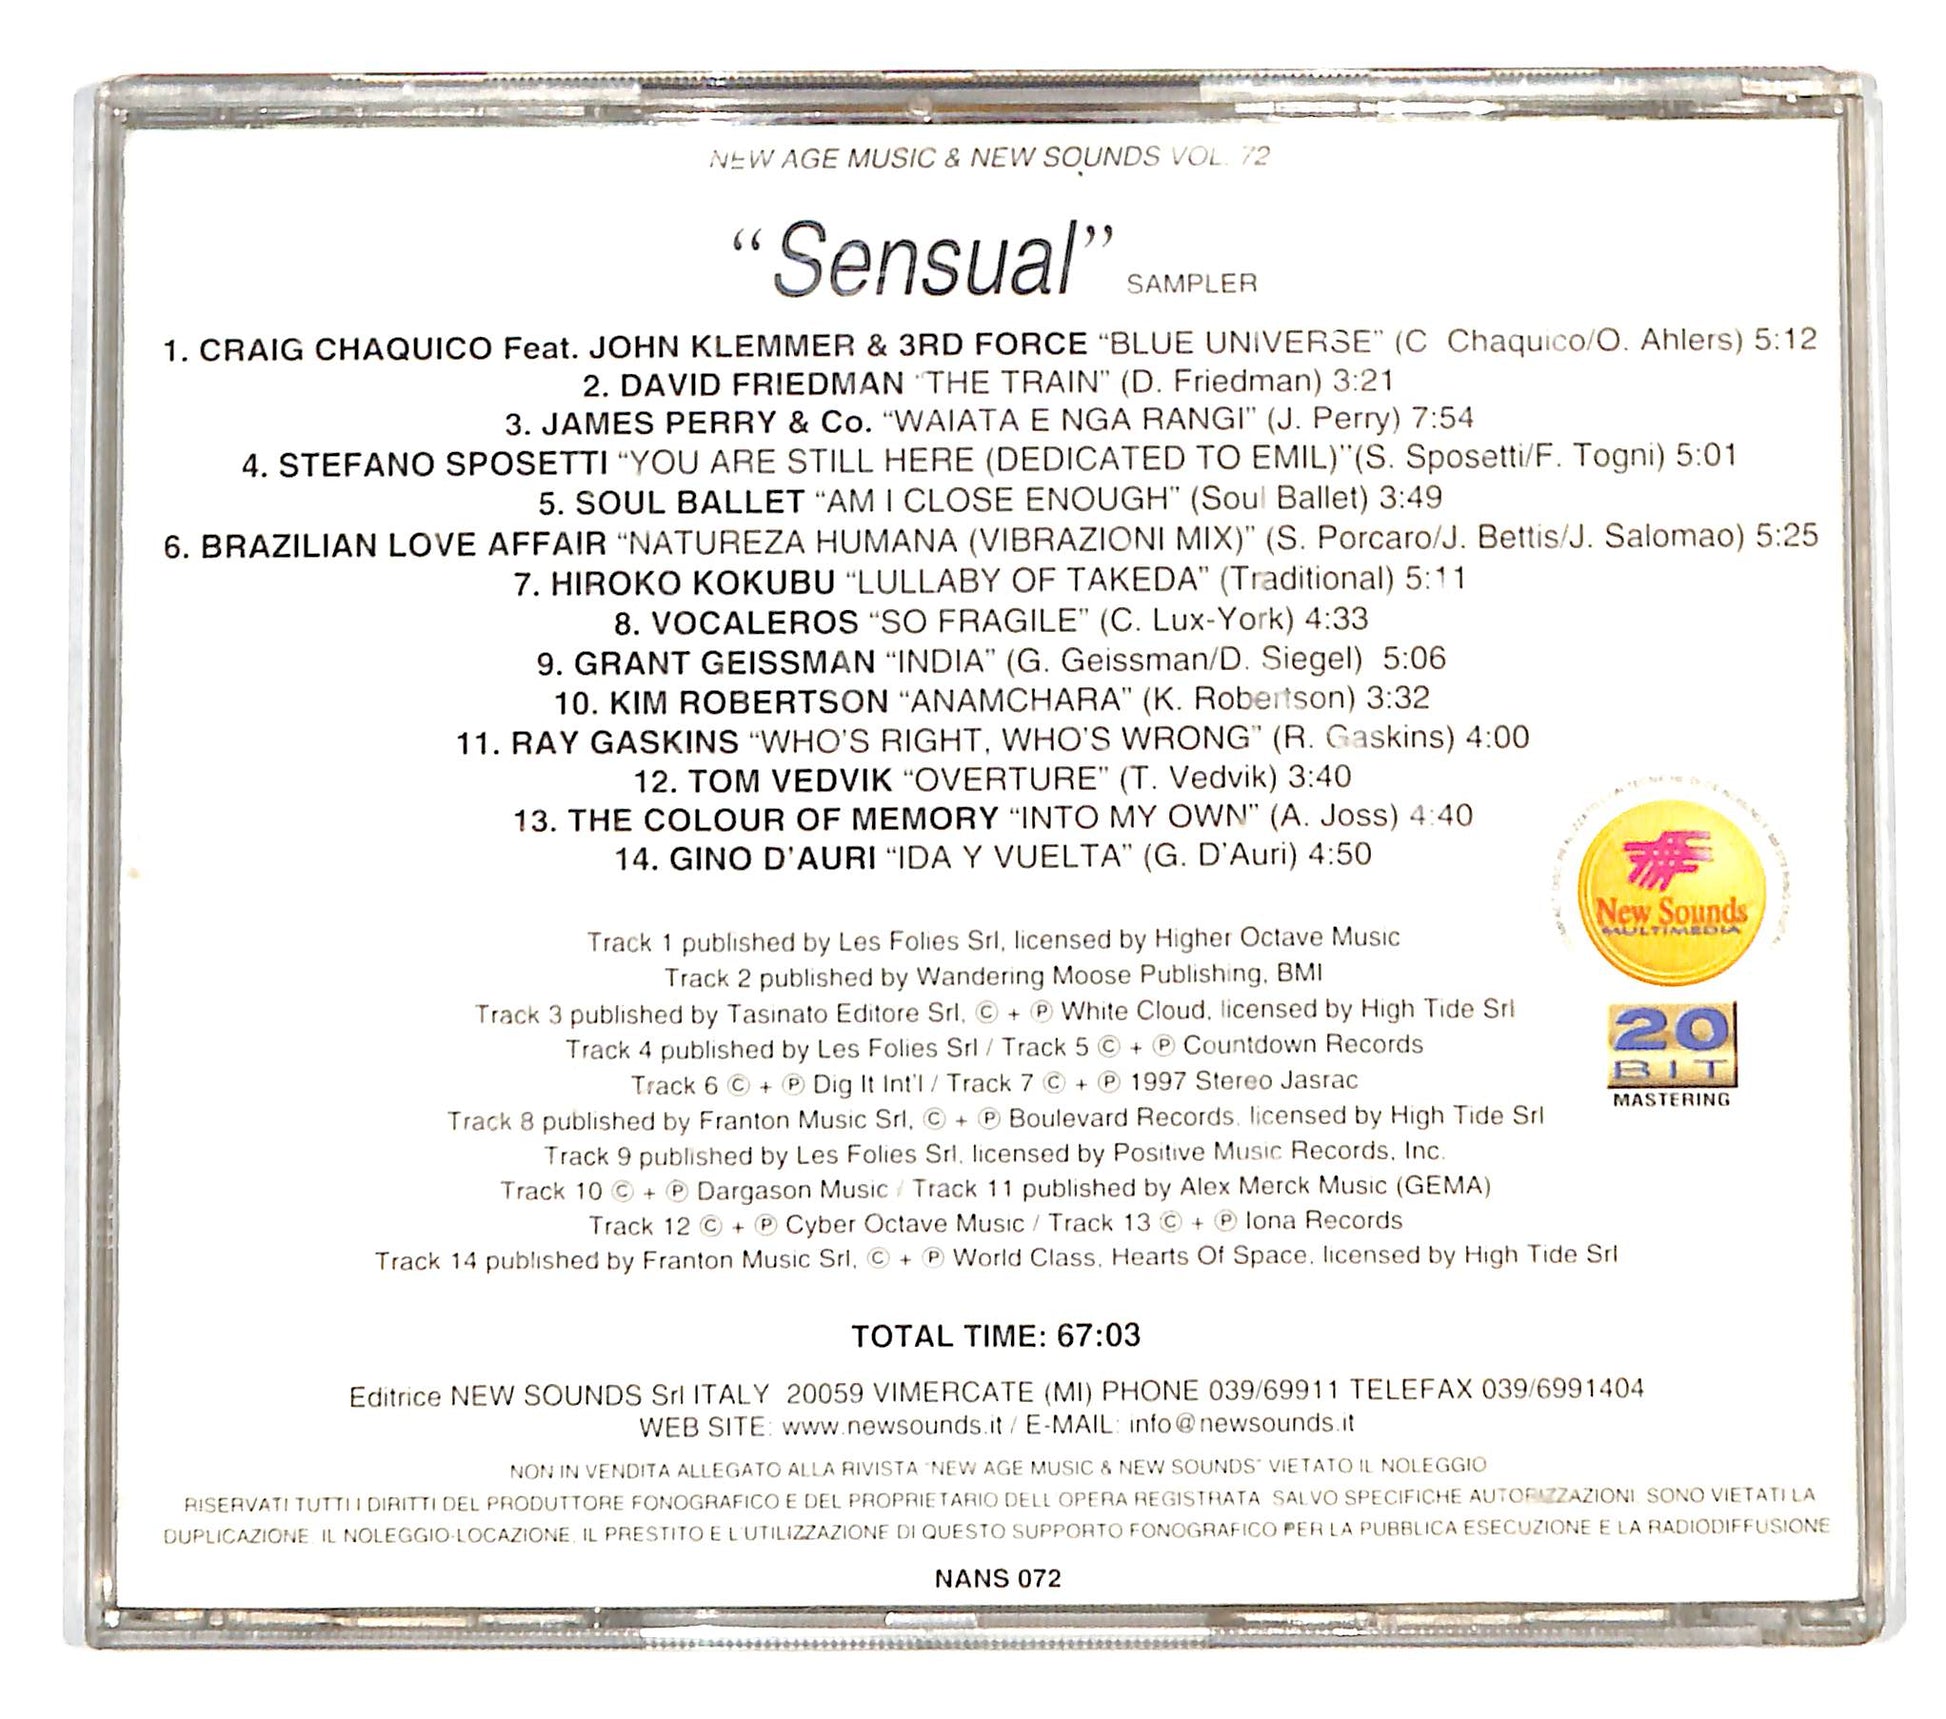 NEW AGE MUSIC & NEW SOUNDS VOL. 72
“Sensual” SAMPLER
1. CRAIG CHAQUICO Feat. JOHN KLEMMER & 3RD FORCE “BLUE UNIVERSE” (C Chaquico/O. Ahlers) 5:12
2. DAVID FRIEDMAN “THE TRAIN” (D. Friedman) 3:21
3. JAMES PERRY & Co. “WAIATA E NGA RANGI” (J. Perry) 7:54
4. STEFANO SPOSETTI “YOU ARE STILL HERE (DEDICATED TO EMIL)”(S. Sposetti/F. Togni) 5:01
5. SOUL BALLET “AM I CLOSE ENOUGH” (Soul Ballet) 3:49
6. BRAZILIAN LOVE AFFAIR “NATUREZA HUMANA (VIBRAZIONI MIX)” (S. Porcaro/J. Bettis/J. Salomao) 5:25
7. HIROKO KOKUBU “LULLABY OF TAKEDA” (Traditional) 5:11
8. VOCALEROS “SO FRAGILE” (C. Lux-York) 4:33
9. GRANT GEISSMAN “INDIA” (G. Geissman/D. Siegel) 5:06
10. KIM ROBERTSON “ANAMCHARA” (K. Robertson) 3:32
11. RAY GASKINS “WHO'S RIGHT, WHO'S WRONG” (R. Gaskins) 4:00
12. TOM VEDVIK “OVERTURE” (T. Vedvik) 3:40
13. THE COLOUR OF MEMORY “INTO MY OWN” (A. Joss) 4:40
14. GINO D'AURI “IDA Y VUELTA” (G. D'Auri) 4:50
New Sounds
MULTIMEDIA
20
BIT
MASTERING
Track 1 published by Les Folies Srl, licensed by Higher Octave Music
Track 2 published by Wandering Moose Publishing, BMI
Track 3 published by Tasinato Editore Srl, © + ℗ White Cloud, licensed by High Tide Srl
Track 4 published by Les Folies Srl / Track 5 © + ℗ Countdown Records
Track 6 © + ℗ Dig It Int'l / Track 7 © + ℗ 1997 Stereo Jasrac
Track 8 published by Franton Music Srl, © + ℗ Boulevard Records, licensed by High Tide Srl
Track 9 published by Les Folies Srl, licensed by Positive Music Records, Inc.
Track 10 © + ℗ Dargason Music / Track 11 published by Alex Merck Music (GEMA)
Track 12 © + ℗ Cyber Octave Music / Track 13 © + ℗ Iona Records
Track 14 published by Franton Music Srl, © + ℗ World Class, Hearts Of Space, licensed by High Tide Srl
TOTAL TIME: 67:03
Editrice NEW SOUNDS Srl ITALY 20059 VIMERCATE (MI) PHONE 039/69911 TELEFAX 039/6991404
WEB SITE: www.newsounds.it / E-MAIL: info@newsounds.it
NON IN VENDITA ALLEGATO ALLA RIVISTA "NEW AGE MUSIC & NEW SOUNDS" VIETATO IL NOLEGGIO
RISERVATI TUTTI I DIRITTI DEL PRODUTTORE FONOGRAFICO E DEL PROPRIETARIO DELL OPERA REGISTRATA SALVO SPECIFICHE AUTORIZZAZIONI SONO VIETATI LA
DUPLICAZIONE, IL NOLEGGIO-LOCAZIONE, IL PRESTITO E L'UTILIZZAZIONE DI QUESTO SUPPORTO FONOGRAFICO PER LA PUBBLICA ESECUZIONE E LA RADIODIFFUSIONE
NANS 072